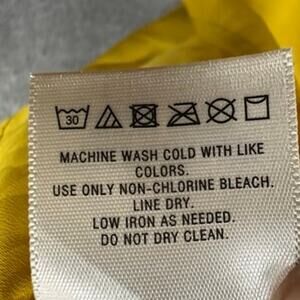 30
MACHINE WASH COLD WITH LIKE
COLORS.
USE ONLY NON-CHLORINE BLEACH.
LINE DRY.
LOW IRON AS NEEDED.
DO NOT DRY CLEAN.